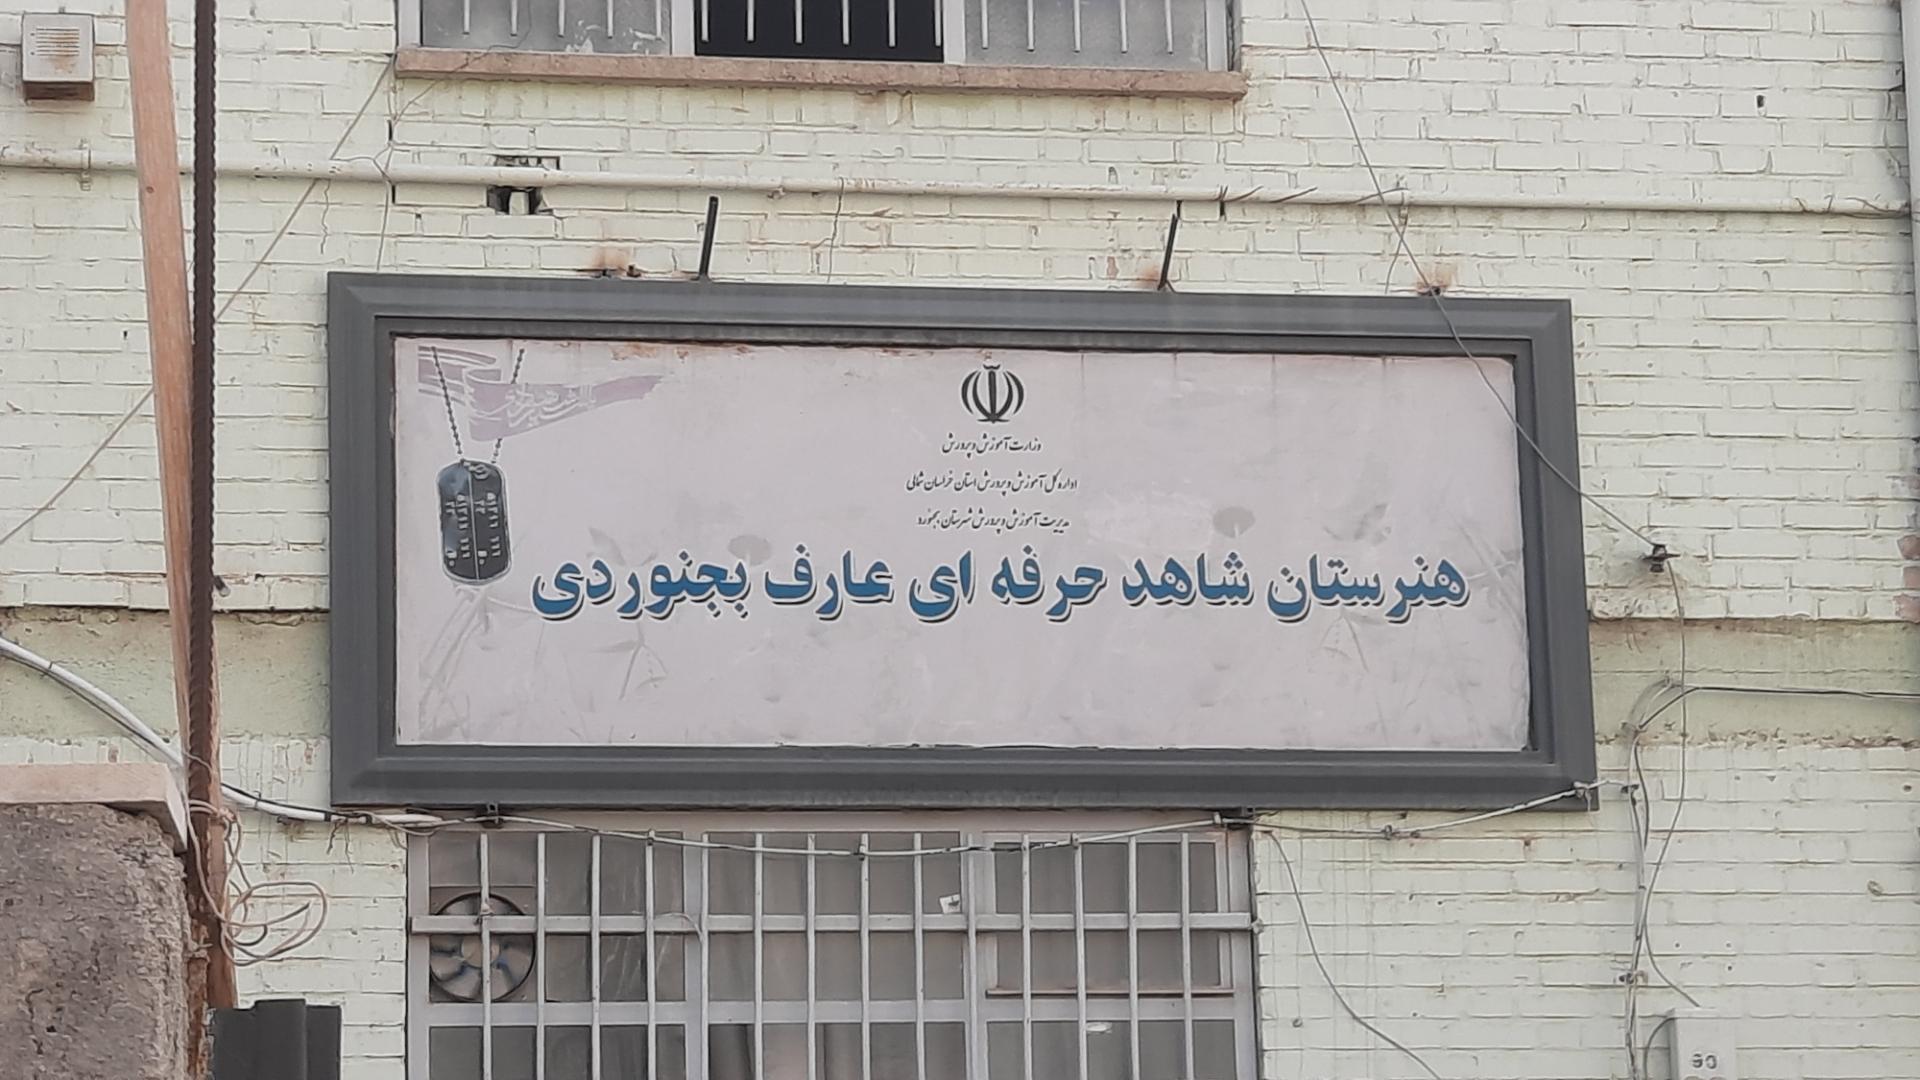 وزارت آموزش و پرورش
اداره کل آموزش و پرورش استان خراسان شمالی
مدیریت آموزش و پرورش شهرستان بجنورد
هنرستان شاهد حرفه ای عارف بجنوردی